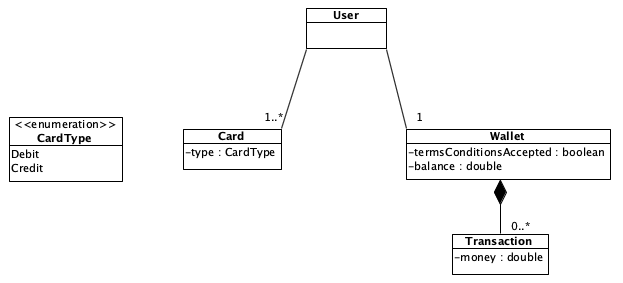 User
1..*
1
<<enumeration>>
CardType
Debit
Credit
Card
-type : CardType
Wallet
-termsConditionsAccepted : boolean
-balance : double
0..*
Transaction
-money : double